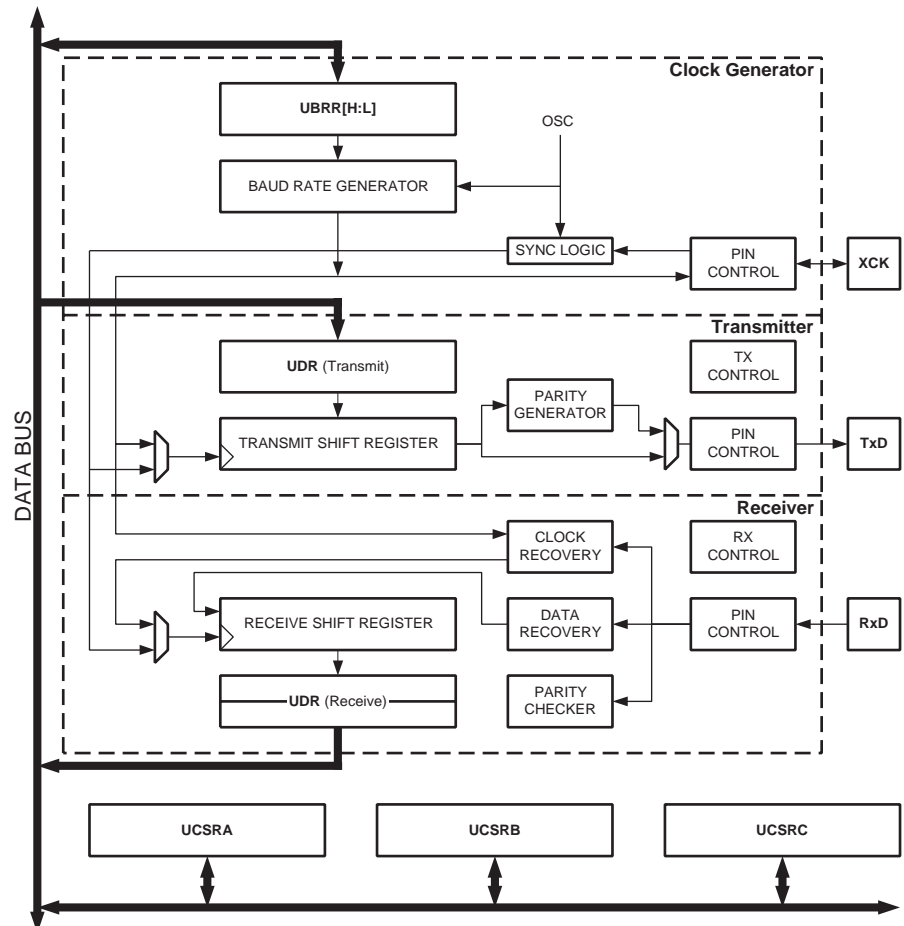 Clock Generator
UBRR[H:L]
OSC
BAUD RATE GENERATOR
SYNC LOGIC
PIN
CONTROL
XCK
Transmitter
UDR (Transmit)
TX
CONTROL
PARITY
GENERATOR
TRANSMIT SHIFT REGISTER
PIN
CONTROL
TxD
DATA BUS
Receiver
CLOCK
RECOVERY
RX
CONTROL
RECEIVE SHIFT REGISTER
DATA
RECOVERY
PIN
CONTROL
RxD
UDR (Receive)
PARITY
CHECKER
UCSRA
UCSRB
UCSRC